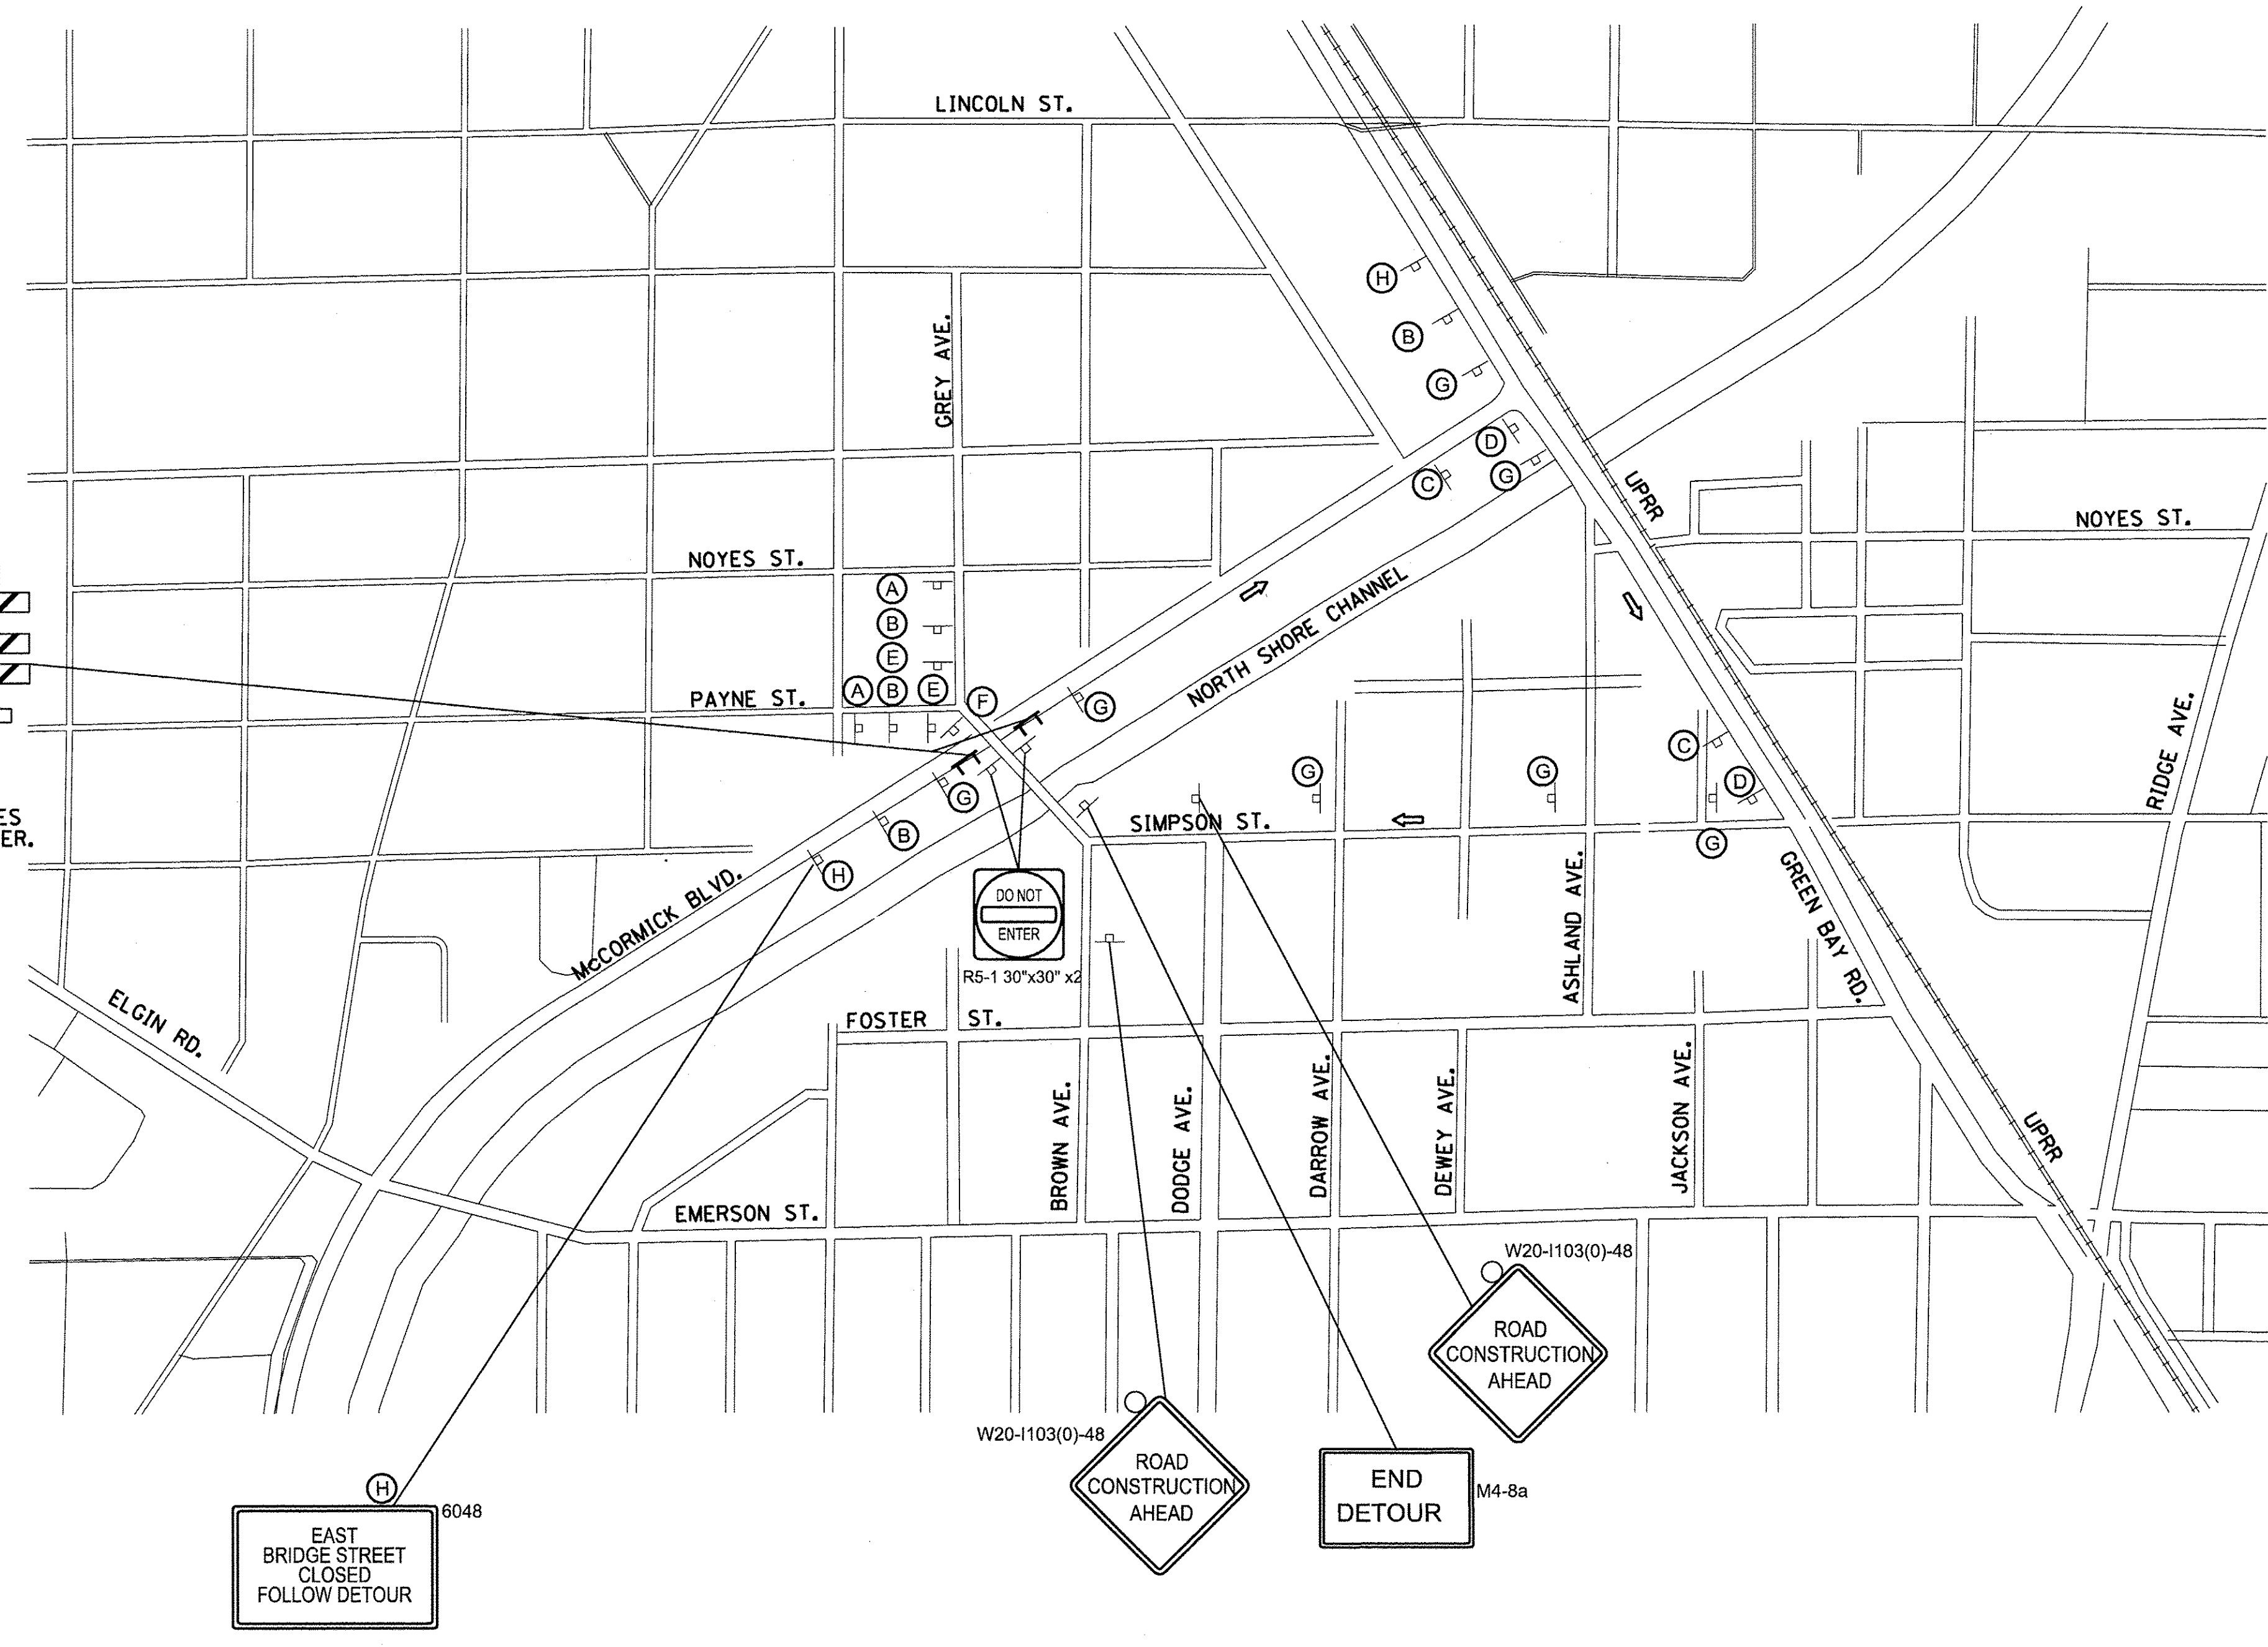 LINCOLN ST.
GREY AVE.
H
B
G
D
C
G
UPRR
NOYES ST.
NOYES ST.
A
B
E
A
B
E
F
G
PAYNE ST.
NORTH SHORE CHANNEL
RIDGE AVE.
C
D
G
G
G
G
B
H
SIMPSON ST.
ES
ER.
McCORMICK BLVD.
DO NOT
ENTER
R5-1 30"x30" x2
ASHLAND AVE.
GREEN BAY RD.
ELGIN RD.
FOSTER ST.
BROWN AVE.
DODGE AVE.
DARROW AVE.
DEWEY AVE.
JACKSON AVE.
UPRR
EMERSON ST.
W20-I103(0)-48
ROAD
CONSTRUCTION
AHEAD
W20-I103(0)-48
ROAD
CONSTRUCTION
AHEAD
END
DETOUR
M4-8a
H
6048
EAST
BRIDGE STREET
CLOSED
FOLLOW DETOUR